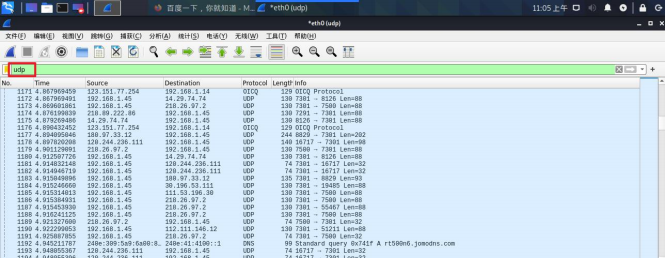 百度一下，你就知道 - M...
*eth0 (udp)
11:05 上午
*eth0 (udp)
文件(F) 编辑(E) 视图(V) 跳转(G) 捕获(C) 分析(A) 统计(S) 电话(Y) 无线(W) 工具(T) 帮助(H)
udp
No. Time Source Destination Protocol Length Info
1171 4.867969459 123.151.77.254 192.168.1.14 OICQ 129 OICQ Protocol
1172 4.867969491 192.168.1.45 14.29.74.74 UDP 130 7301 → 8126 Len=88
1173 4.869601861 192.168.1.45 218.26.97.2 UDP 130 7301 → 7500 Len=68
1174 4.876199839 218.89.222.86 192.168.1.45 UDP 130 7291 → 7301 Len=88
1175 4.879269486 14.29.74.74 192.168.1.45 UDP 130 8126 → 7301 Len=88
1176 4.890432452 123.151.77.254 192.168.1.14 OICQ 129 OICQ Protocol
1177 4.894095046 180.97.33.12 192.168.1.45 UDP 244 8829 → 7301 Len=202
1178 4.897820208 120.244.236.111 192.168.1.45 UDP 140 16717 → 7301 Len=98
1179 4.901129091 218.26.97.2 192.168.1.45 UDP 130 7500 → 7301 Len=88
1180 4.912507726 192.168.1.45 14.29.74.74 UDP 130 7301 → 8126 Len=88
1181 4.914832148 192.168.1.45 120.244.236.111 UDP 74 7301 → 16717 Len=32
1182 4.914946719 192.168.1.45 120.244.236.111 UDP 74 7301 → 16717 Len=32
1183 4.915049096 192.168.1.45 180.97.33.12 UDP 135 7301 → 8829 Len=93
1184 4.915246660 192.168.1.45 30.196.53.111 UDP 130 7301 → 19485 Len=88
1185 4.915314013 192.168.1.45 111.53.196.30 UDP 130 7301 → 7500 Len=88
1186 4.915384931 192.168.1.45 218.26.97.2 UDP 130 7301 → 7500 Len=88
1187 4.915453930 192.168.1.45 218.26.97.2 UDP 130 7301 → 55467 Len=88
1188 4.916241125 192.168.1.45 218.26.97.2 UDP 130 7301 → 7500 Len=88
1189 4.921327600 218.26.97.2 192.168.1.45 UDP 74 7500 → 7301 Len=32
1190 4.922299053 192.168.1.45 112.111.146.12 UDP 130 7301 → 51211 Len=88
1191 4.925887855 192.168.1.45 218.26.97.2 UDP 74 7301 → 7500 Len=32
1192 4.945211787 240e:309:5a9:6a00:8… 240e:41:4100::1 DNS 99 Standard query 0x741f A rt500n6.jomodns.com
1193 4.948055367 120.244.236.111 192.168.1.45 UDP 74 16717 → 7301 Len=32